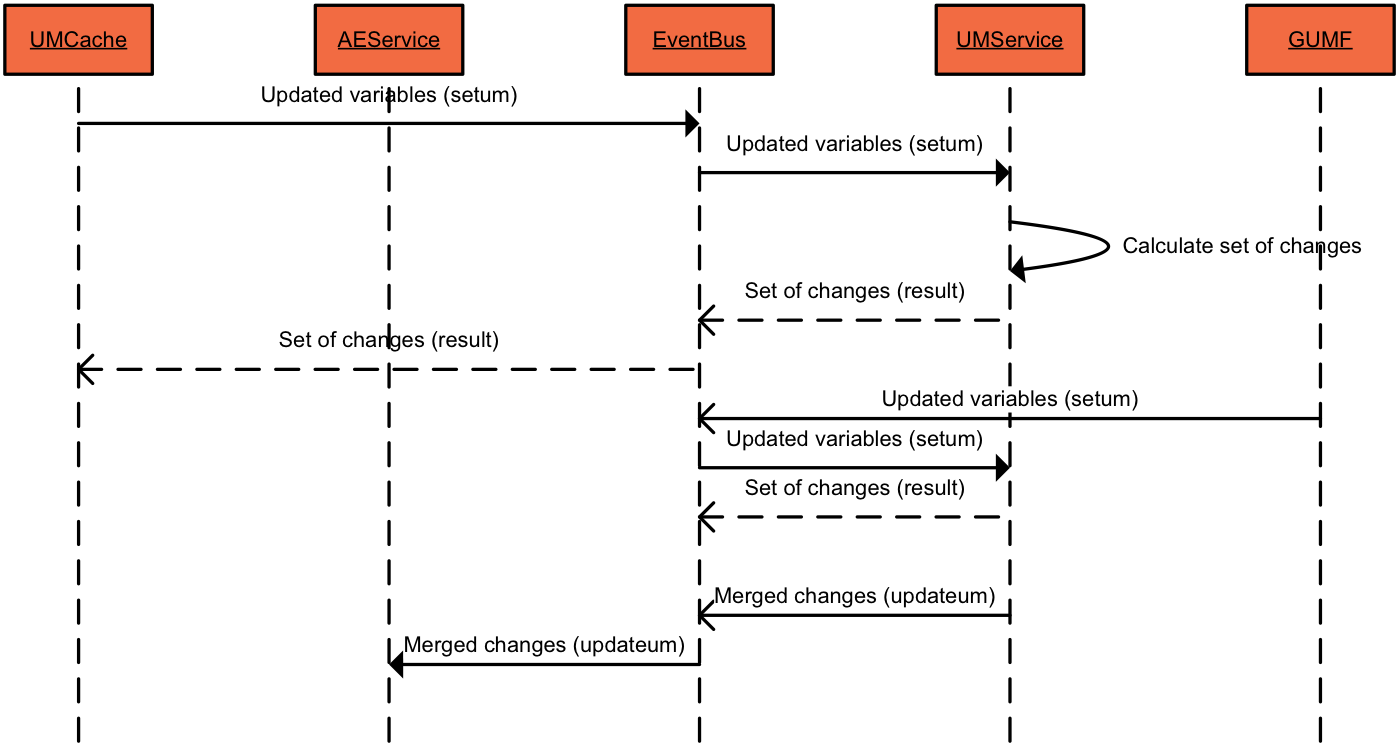 UMCache
AEService
EventBus
UMService
GUMF
Updated variables (setum)
Updated variables (setum)
Calculate set of changes
Set of changes (result)
Set of changes (result)
Updated variables (setum)
Updated variables (setum)
Set of changes (result)
Merged changes (updateum)
Merged changes (updateum)